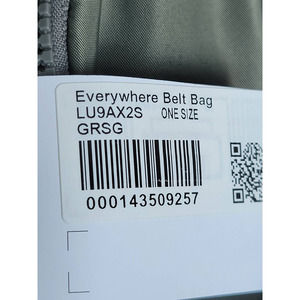 Everywhere Belt Bag
LU9AX2S ONE SIZE
GRSG
000143509257